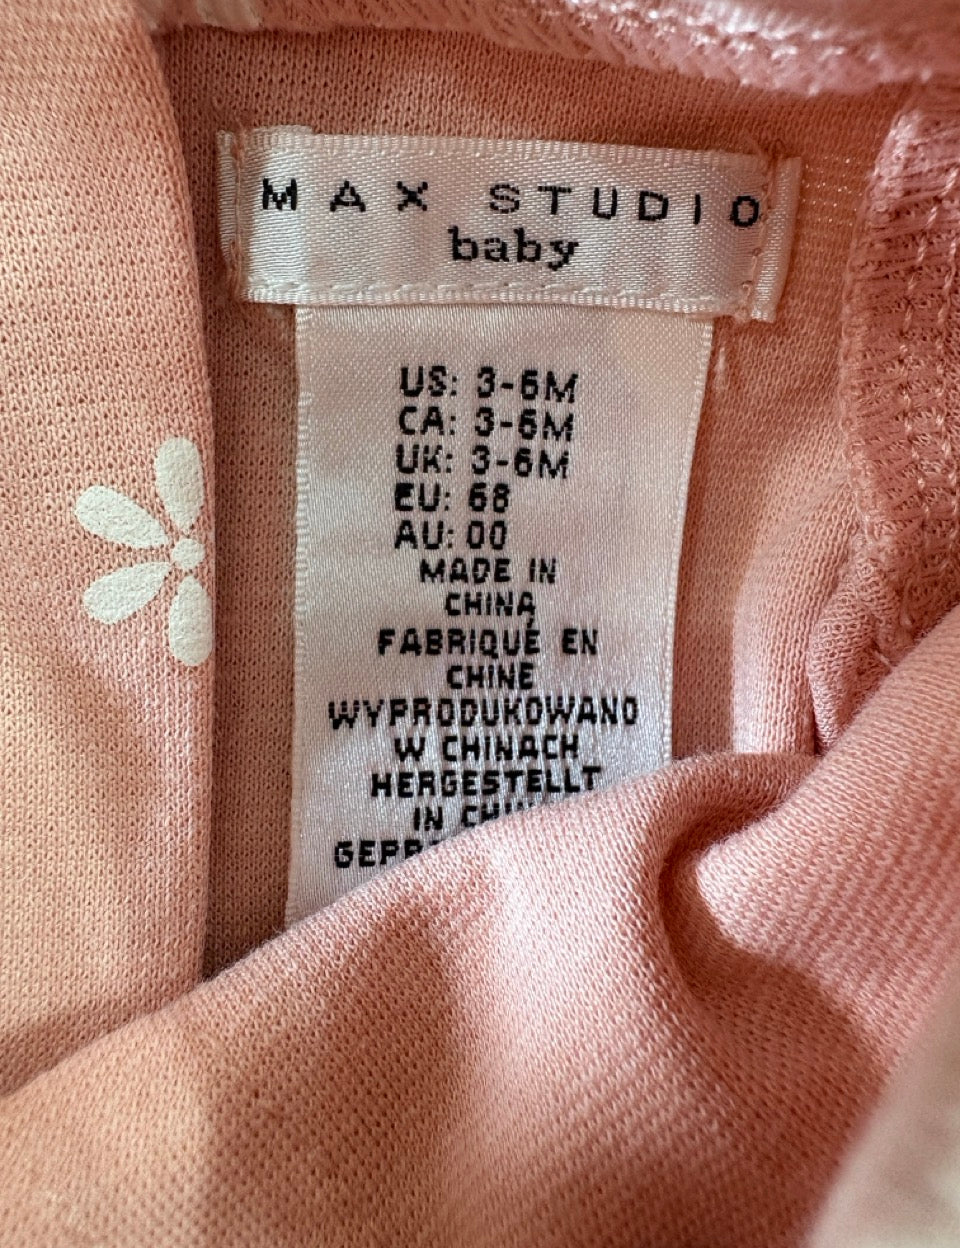 MAX STUDIO
baby
US: 3-6M
CA: 3-6M
UK: 3-6M
EU: 68
AU: 00
MADE IN
CHINA
FABRIQUÉ EN
CHINE
WYPRODUKOWANO
W CHINACH
HERGESTELLT
IN